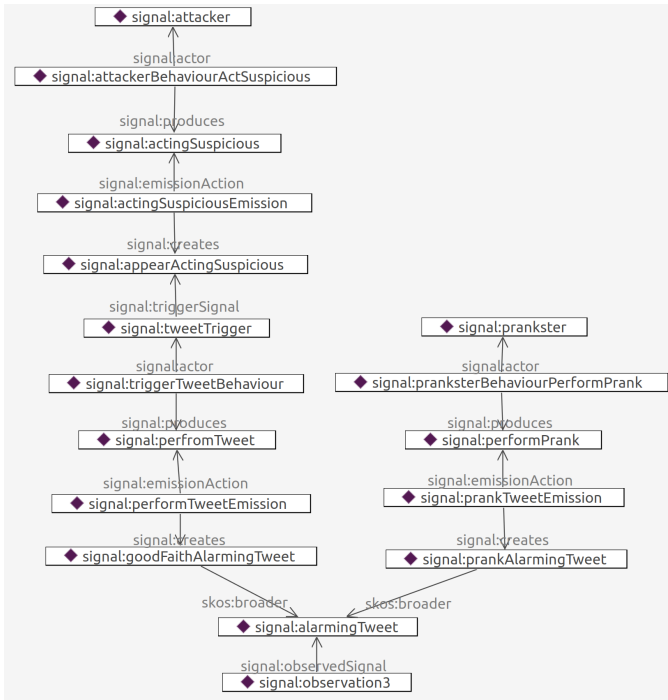 signal:attacker
signal:actor
signal:attackerBehaviourActSuspicious
signal:produces
signal:actingSuspicious
signal:emissionAction
signal:actingSuspiciousEmission
signal:creates
signal:appearActingSuspicious
signal:triggerSignal
signal:tweetTrigger
signal:prankster
signal:actor
signal:actor
signal:triggerTweetBehaviour
signal:pranksterBehaviourPerformPrank
signal:produces
signal:produces
signal:perfromTweet
signal:performPrank
signal:emissionAction
signal:emissionAction
signal:performTweetEmission
signal:prankTweetEmission
signal:creates
signal:creates
signal:goodFaithAlarmingTweet
signal:prankAlarmingTweet
skos:broader
skos:broader
signal:alarmingTweet
signal:observedSignal
signal:observation3